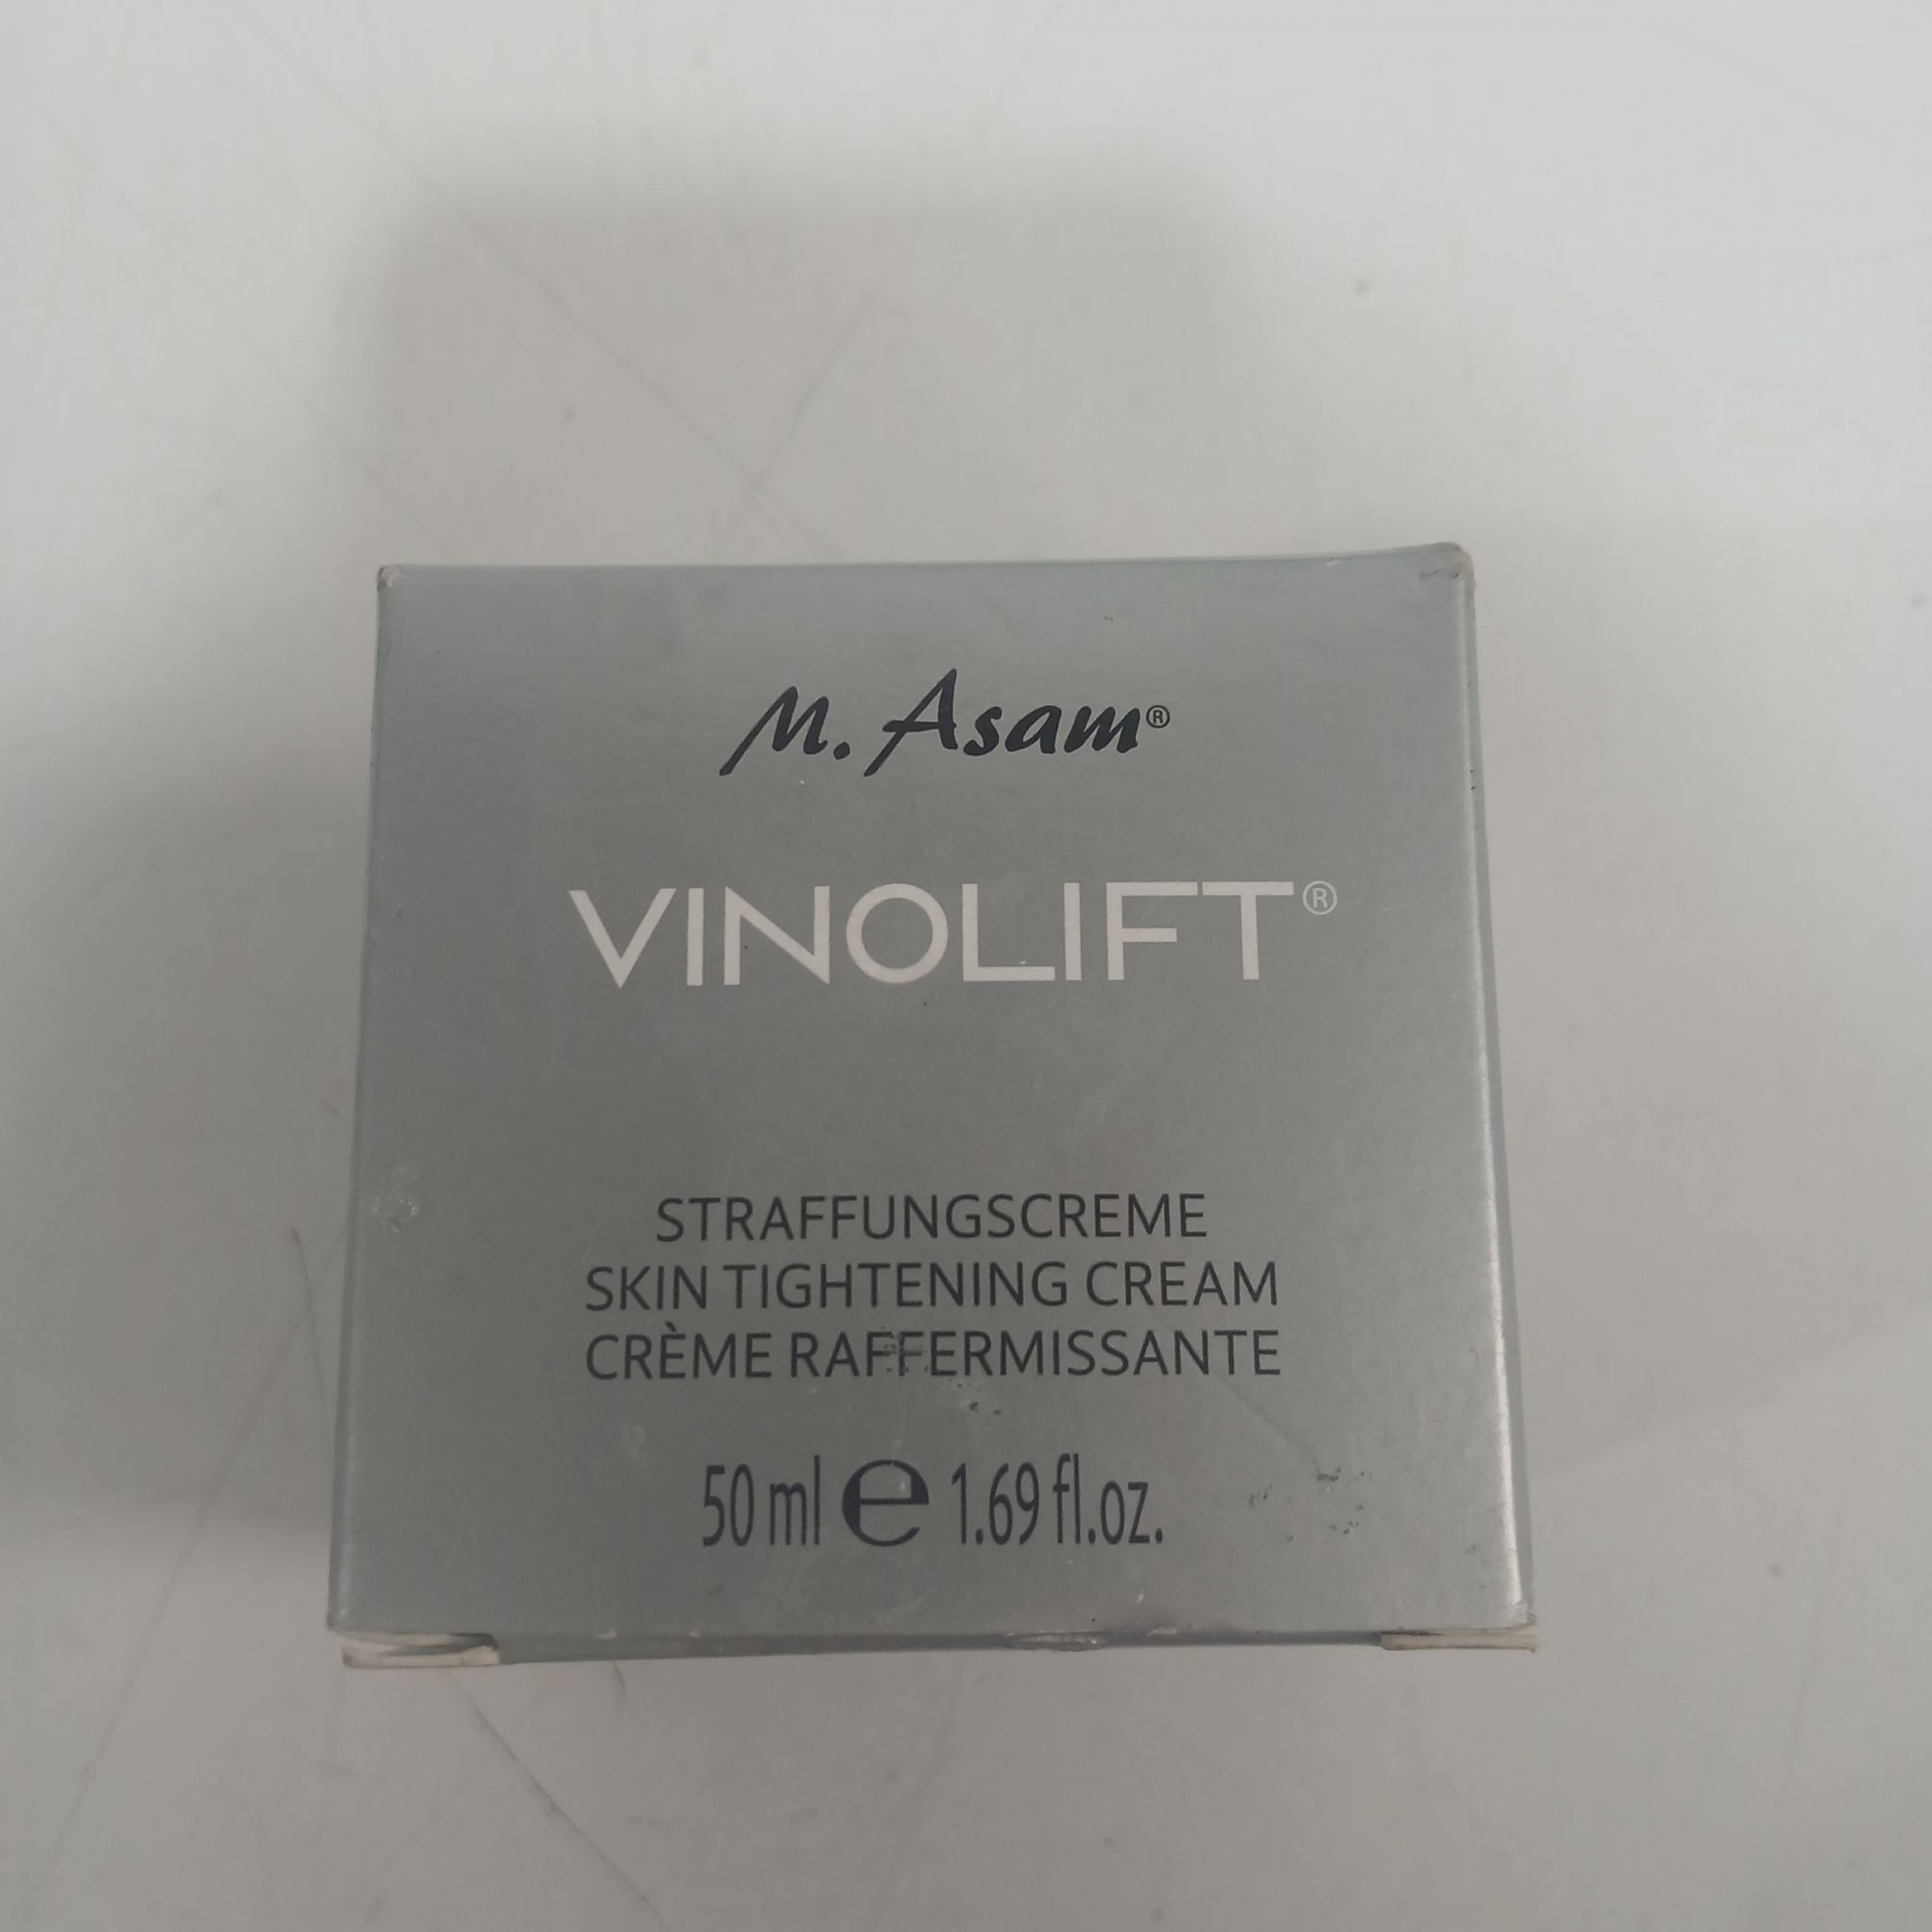 M. Asam®
VINOLIFT®
STRAFFUNGSCREME
SKIN TIGHTENING CREAM
CRÈME RAFFERMISSANTE
50 ml ℮ 1.69 fl.oz.